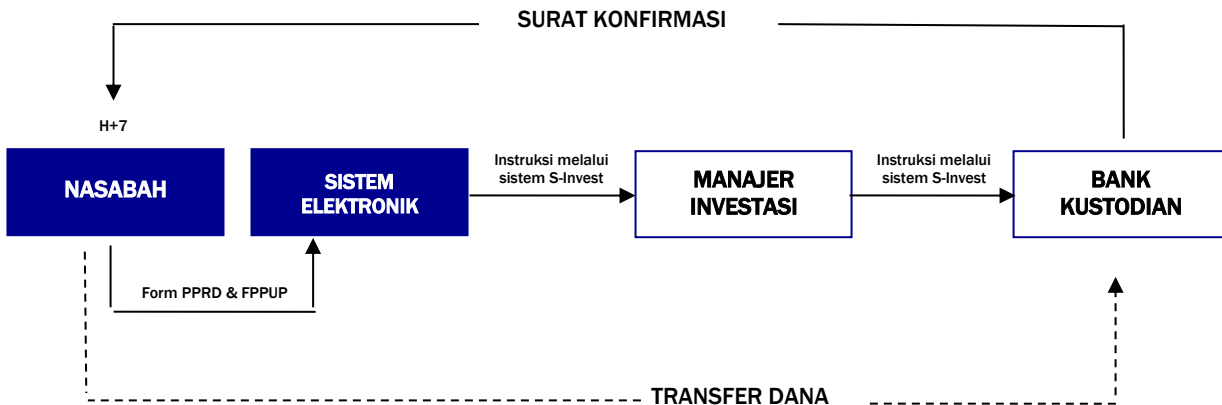 SURAT KONFIRMASI
H+7
NASABAH
SISTEM
ELEKTRONIK
Instruksi melalui
sistem S-Invest
MANAJER
INVESTASI
Instruksi melalui
sistem S-Invest
BANK
KUSTODIAN
Form PPRD & FPPUP
TRANSFER DANA